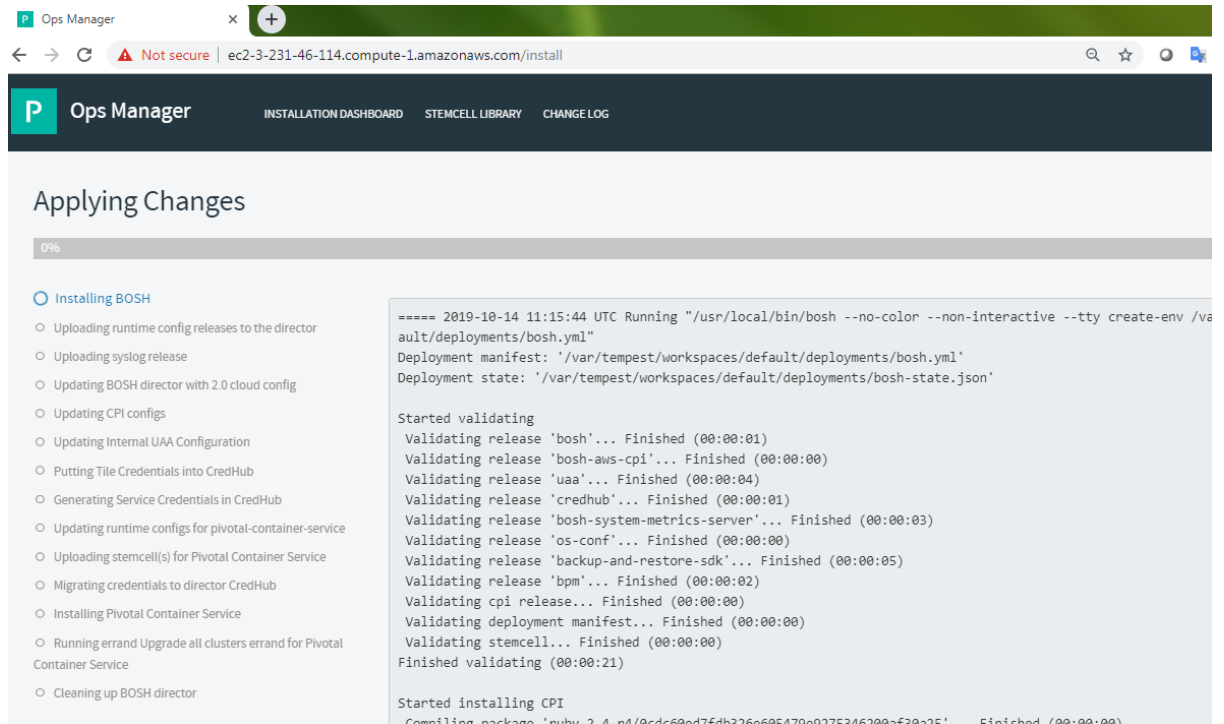 P Ops Manager
Not secure | ec2-3-231-46-114.compute-1.amazonaws.com/install
P Ops Manager INSTALLATION DASHBOARD STEMCELL LIBRARY CHANGE LOG
Applying Changes
0%
Installing BOSH
Uploading runtime config releases to the director
Uploading syslog release
Updating BOSH director with 2.0 cloud config
Updating CPI configs
Updating Internal UAA Configuration
Putting Tile Credentials into CredHub
Generating Service Credentials in CredHub
Updating runtime configs for pivotal-container-service
Uploading stemcell(s) for Pivotal Container Service
Migrating credentials to director CredHub
Installing Pivotal Container Service
Running errand Upgrade all clusters errand for Pivotal
Container Service
Cleaning up BOSH director
===== 2019-10-14 11:15:44 UTC Running "/usr/local/bin/bosh --no-color --non-interactive --tty create-env /va
ault/deployments/bosh.yml"
Deployment manifest: '/var/tempest/workspaces/default/deployments/bosh.yml'
Deployment state: '/var/tempest/workspaces/default/deployments/bosh-state.json'
Started validating
Validating release 'bosh'... Finished (00:00:01)
Validating release 'bosh-aws-cpi'... Finished (00:00:00)
Validating release 'uaa'... Finished (00:00:04)
Validating release 'credhub'... Finished (00:00:01)
Validating release 'bosh-system-metrics-server'... Finished (00:00:03)
Validating release 'os-conf'... Finished (00:00:00)
Validating release 'backup-and-restore-sdk'... Finished (00:00:05)
Validating release 'bpm'... Finished (00:00:02)
Validating cpi release... Finished (00:00:00)
Validating deployment manifest... Finished (00:00:00)
Validating stemcell... Finished (00:00:00)
Finished validating (00:00:21)
Started installing CPI
Compiling package Finished (00:00:00)